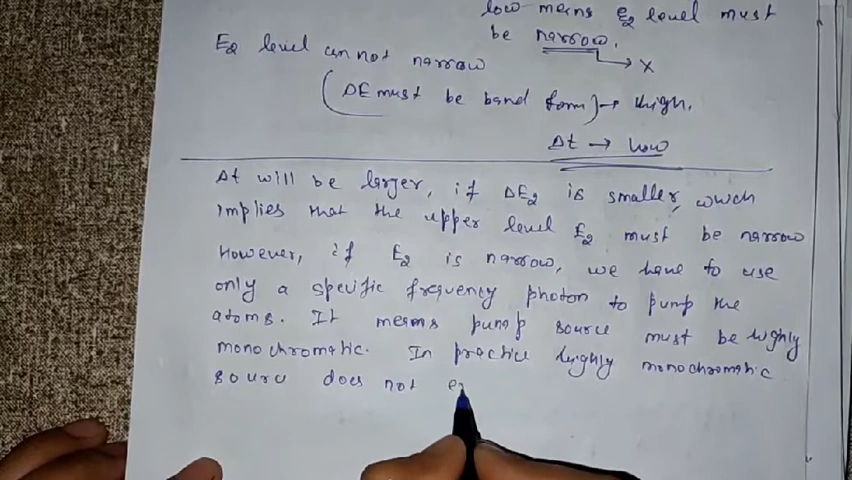 low means E2 level must
be narrow.
→ X
E2 level can not narrow
(ΔE must be band form) → High.
Δt → low
Δt will be larger, if ΔE2 is smaller, which
implies that the upper level E2 must be narrow
However, if E2 is narrow, we have to use
only a specific frequency photon to pump the
atoms. It means pump source must be highly
monochromatic. In practice highly monochromatic
source does not e